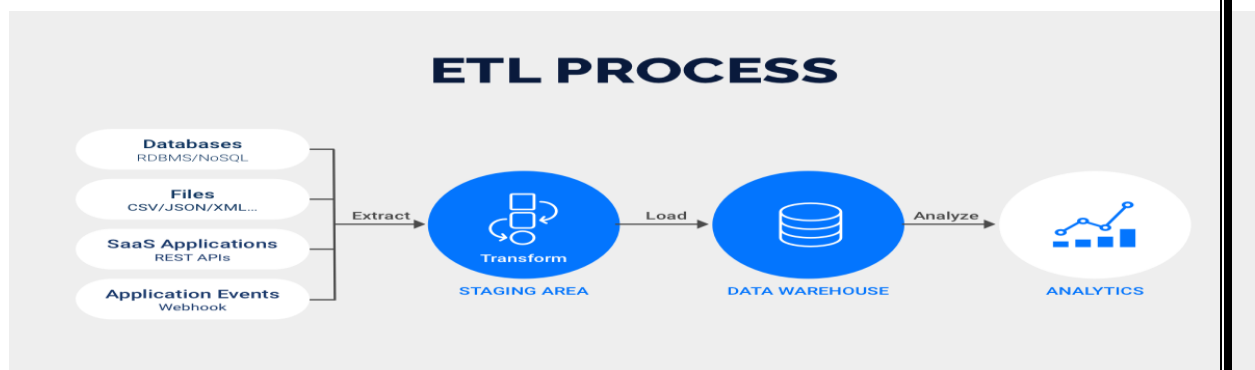 ETL PROCESS
Databases
RDBMS/NoSQL
Files
CSV/JSON/XML...
SaaS Applications
REST APIs
Application Events
Webhook
Extract
Transform
STAGING AREA
Load
DATA WAREHOUSE
Analyze
ANALYTICS